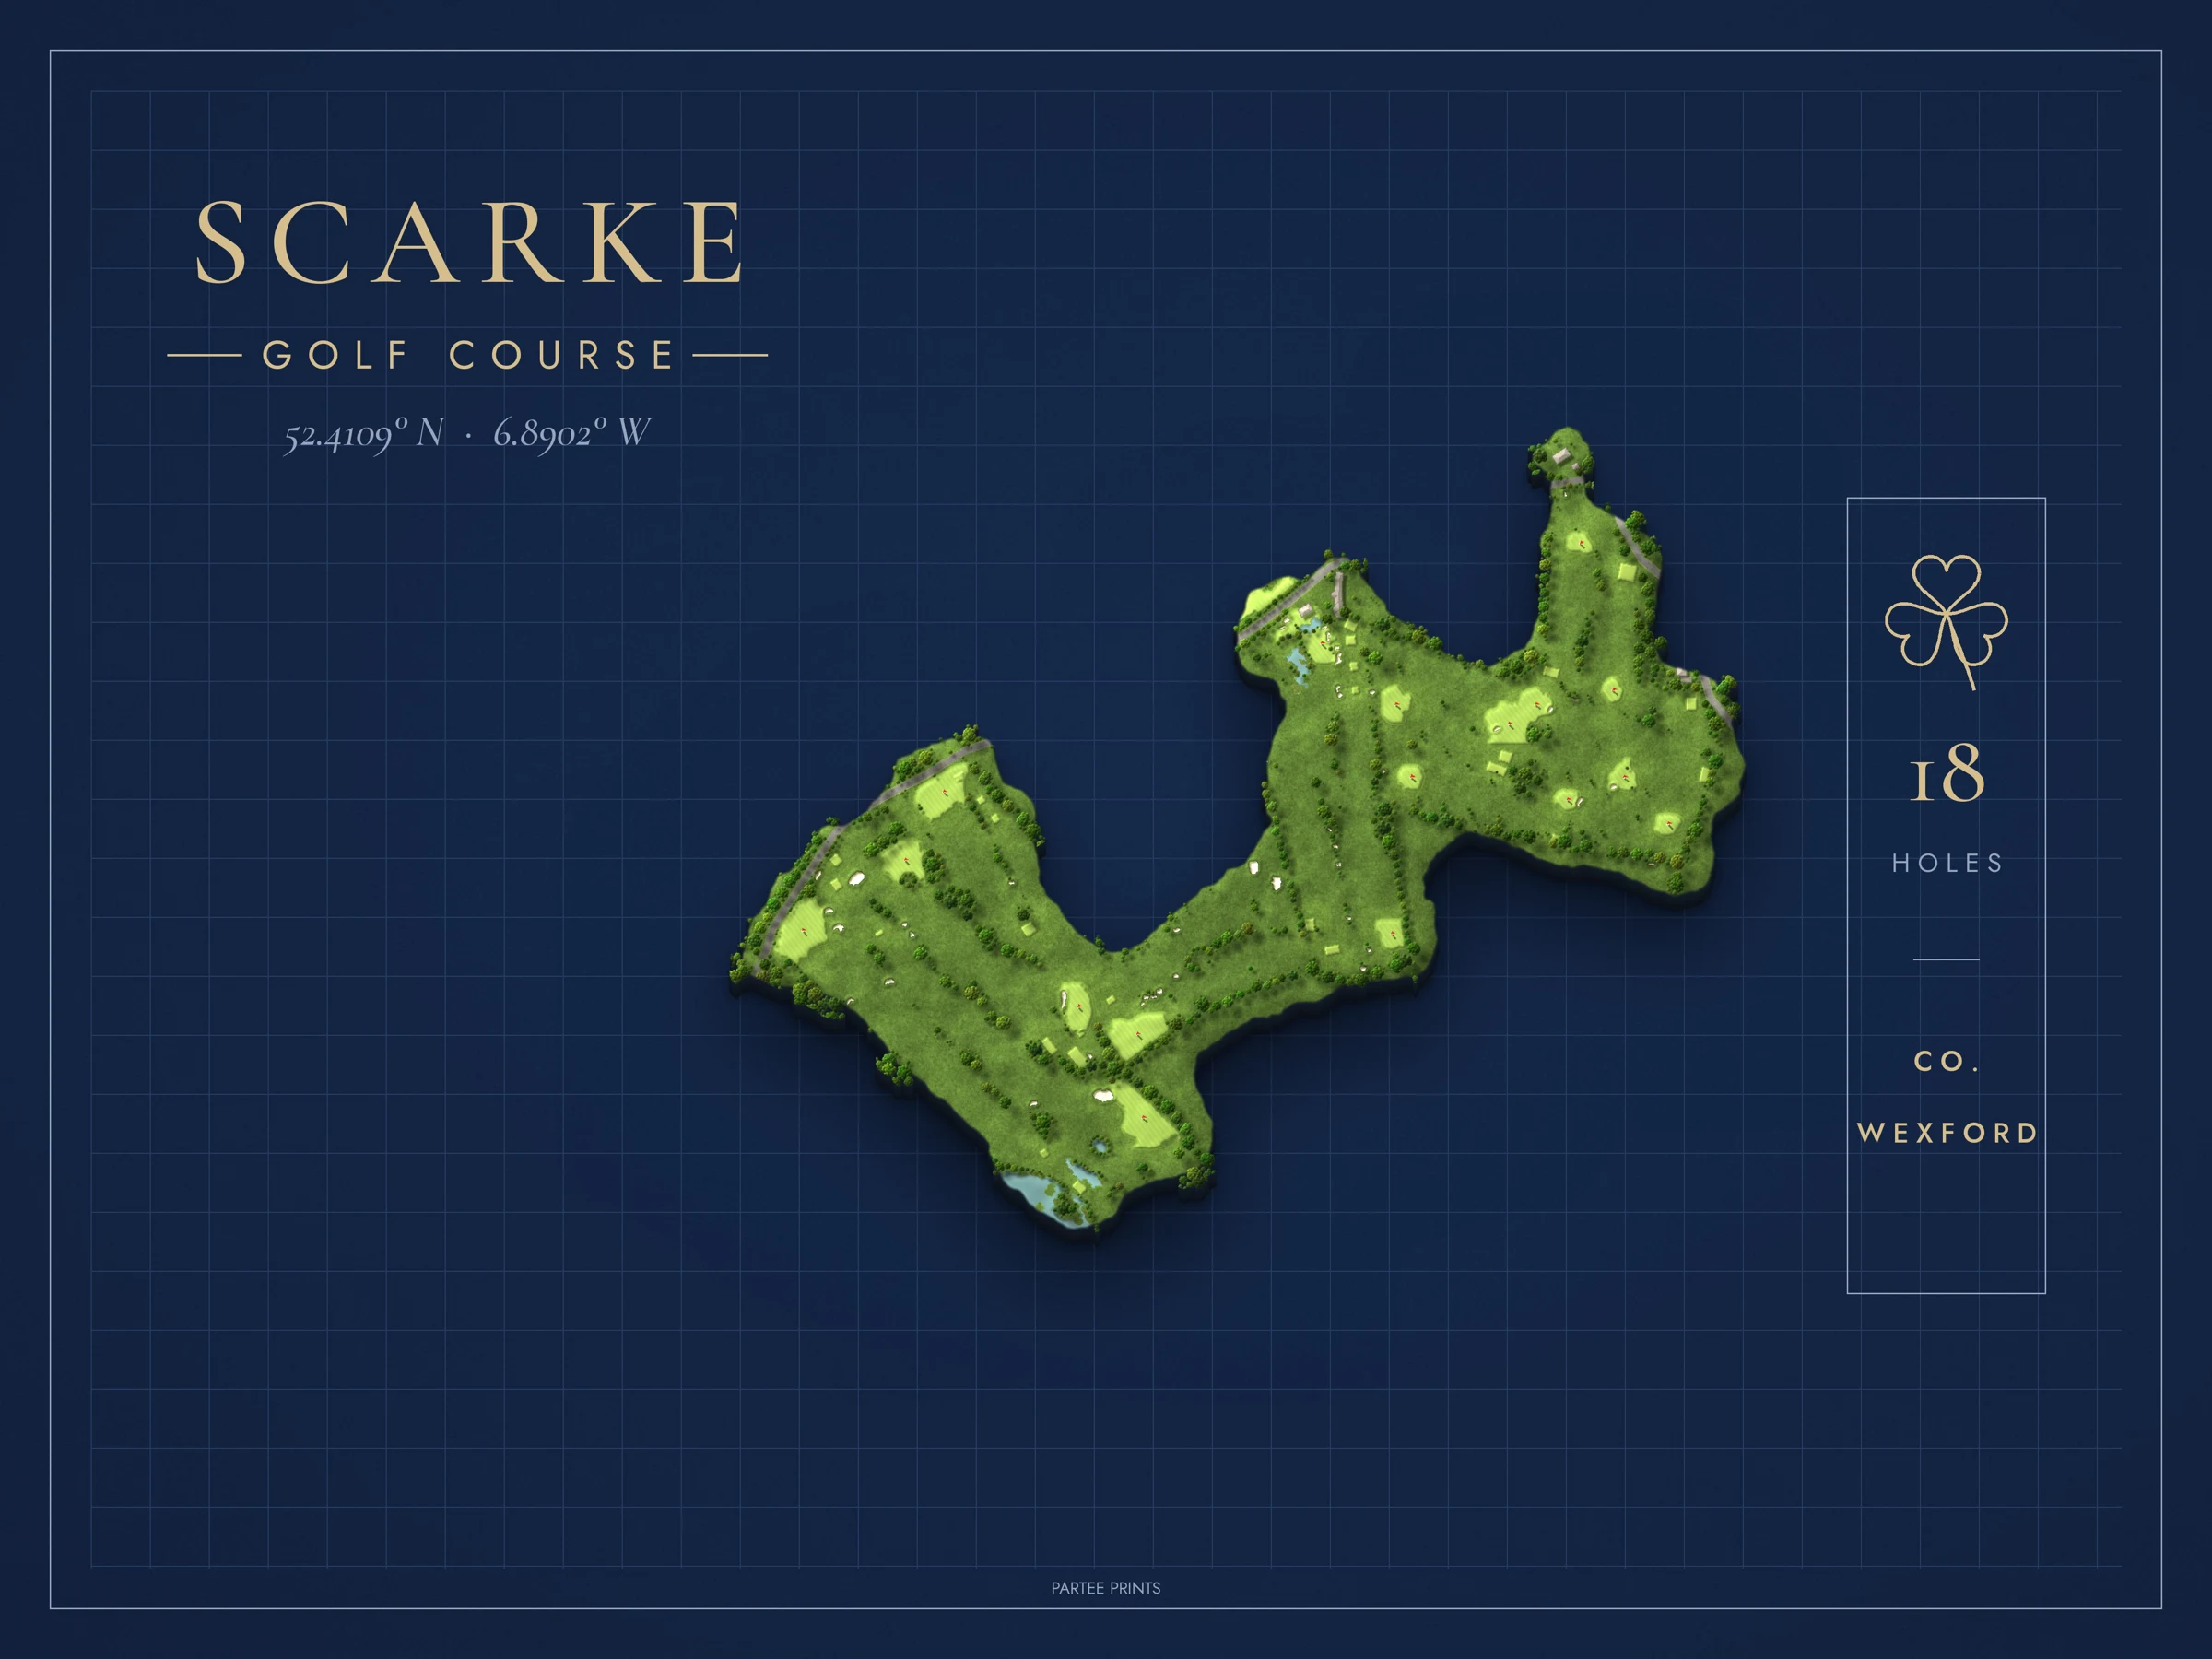 SCARKE
GOLF COURSE
52.4109° N · 6.8902° W
18
HOLES
CO.
WEXFORD
PARTEE PRINTS